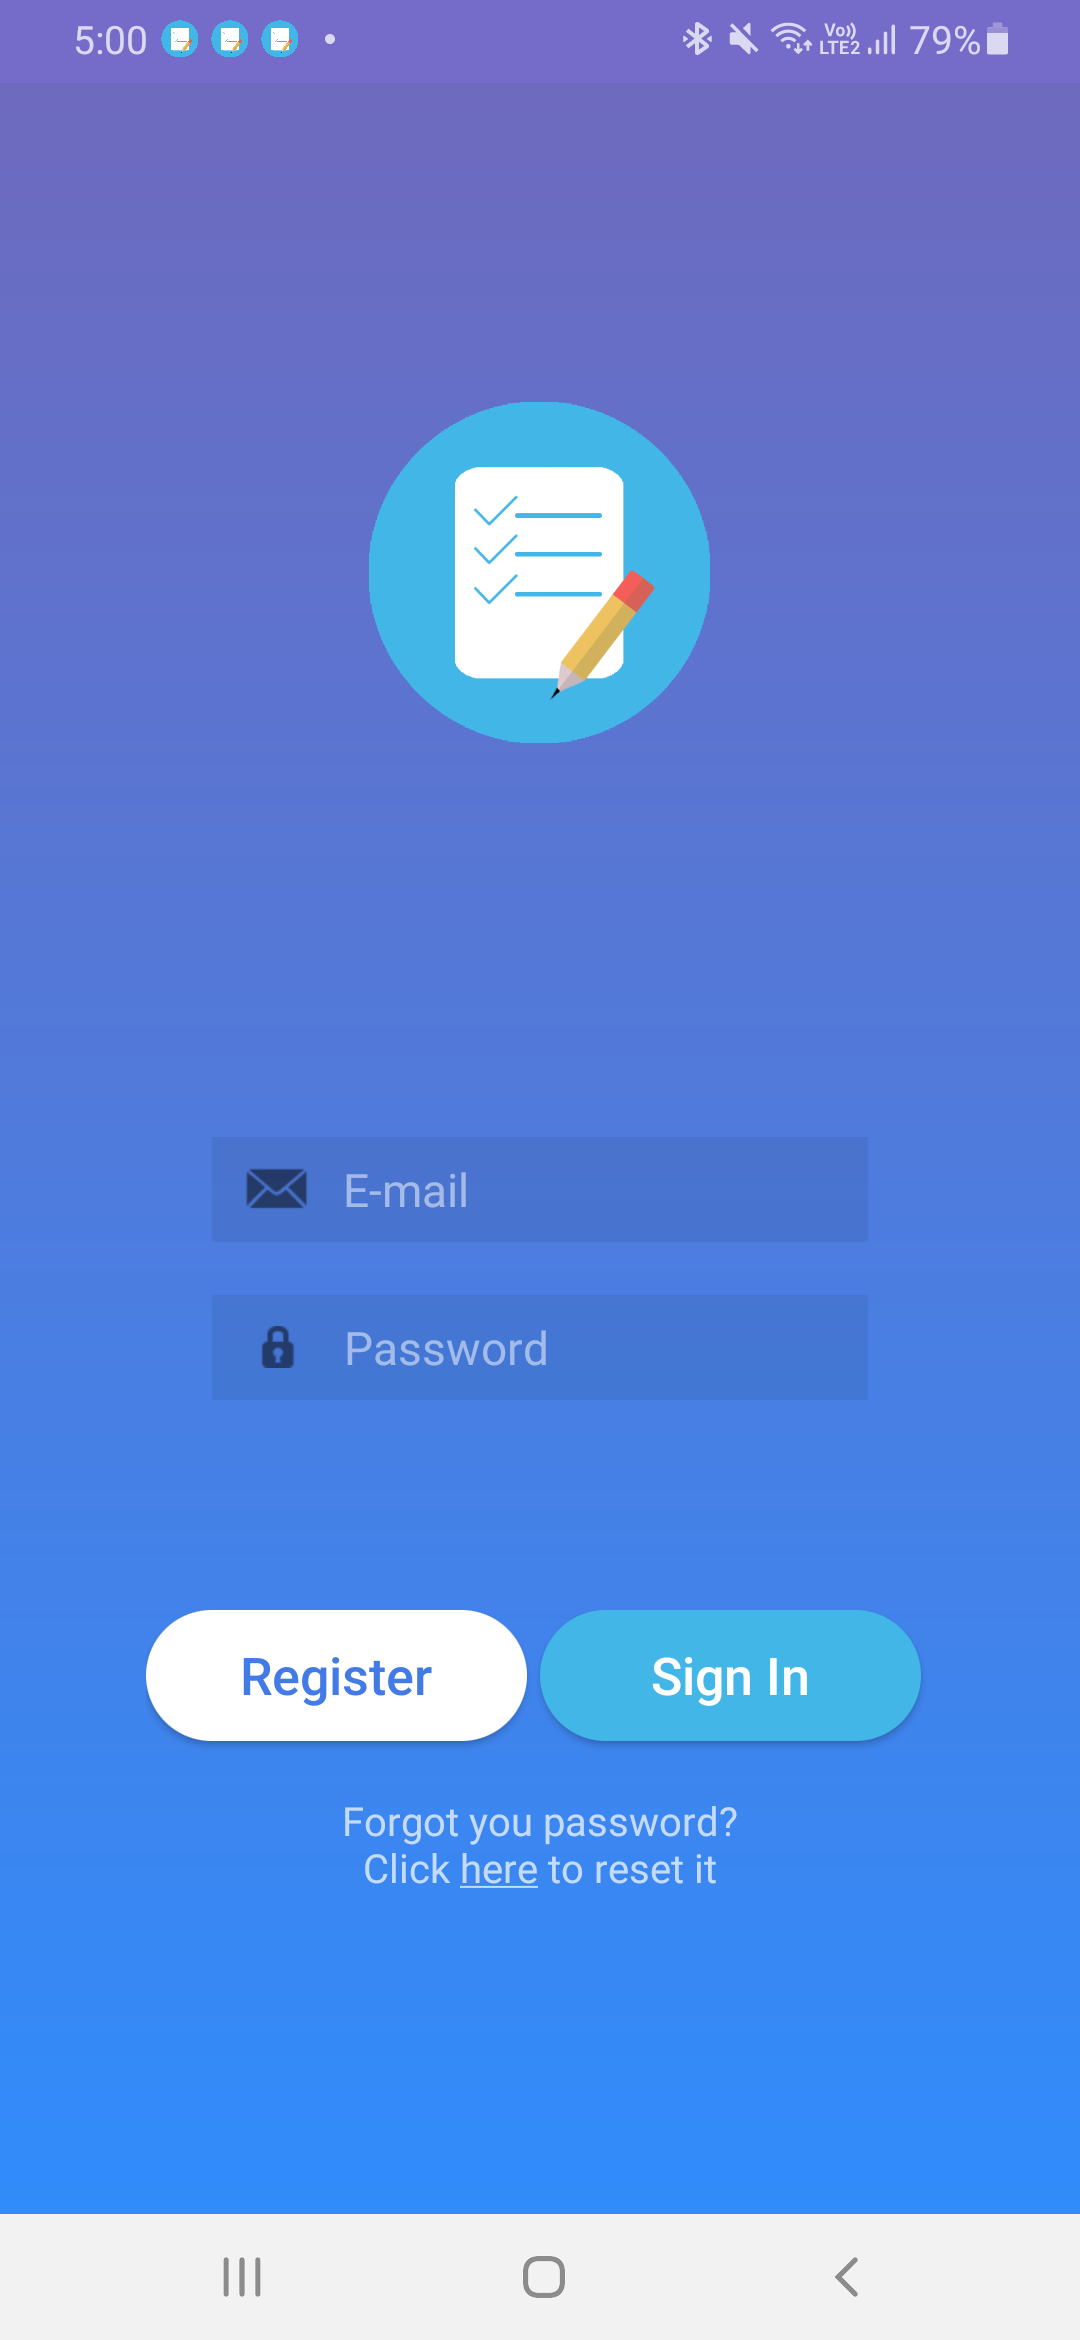 5:00
Vo)) LTE2 79%
E-mail
Password
Register Sign In
Forgot you password?
Click here to reset it